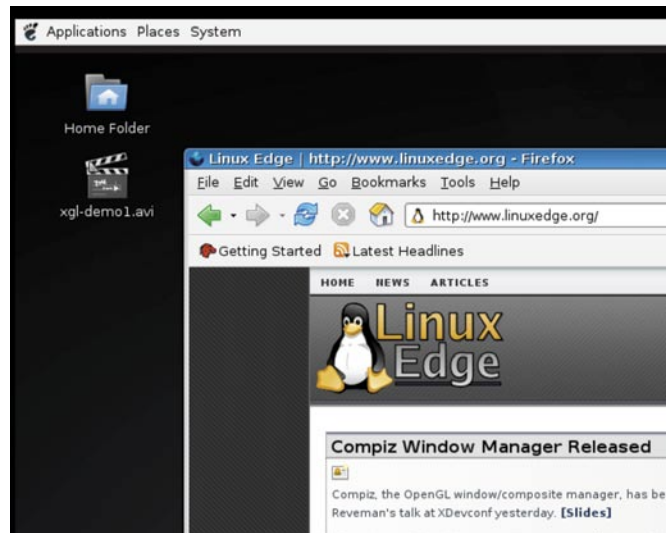 Applications Places System
Home Folder
xgl-demo1.avi
Linux Edge | http://www.linuxedge.org - Firefox
File Edit View Go Bookmarks Tools Help
http://www.linuxedge.org/
Getting Started Latest Headlines
HOME NEWS ARTICLES
Linux
Edge
Compiz Window Manager Released
Compiz, the OpenGL window/composite manager, has be
Reveman's talk at XDevconf yesterday. [Slides]